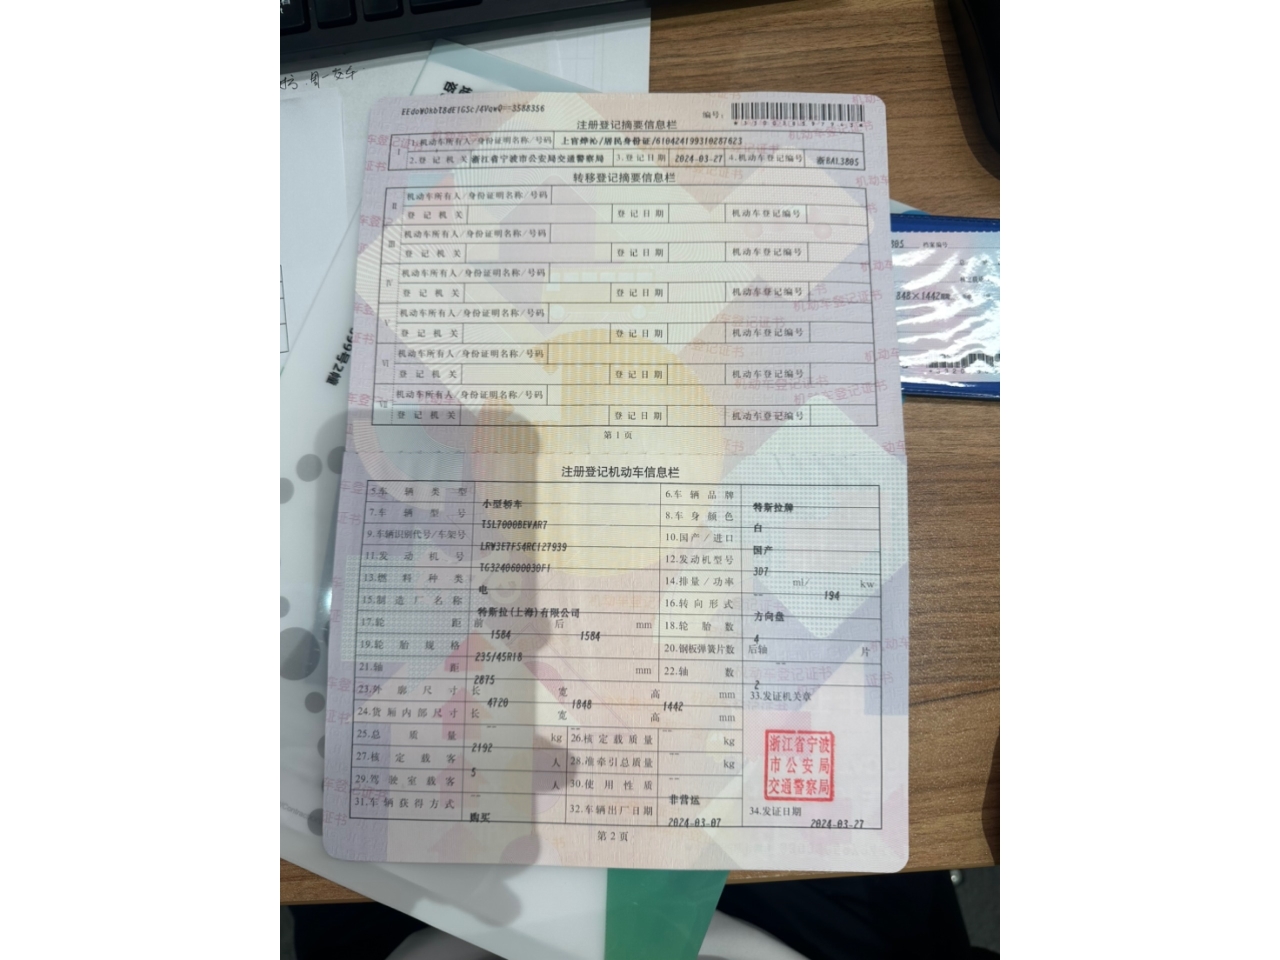 EEdoW0kbtBdE1GSc/4VqwQ==3588356
编号：
注册登记摘要信息栏
I 1.机动车所有人/身份证明名称/号码 上官烨沁/居民身份证/610424199310287623
2.登记机关 浙江省宁波市公安局交通警察局 3.登记日期 2024-03-27 4.机动车登记编号
转移登记摘要信息栏
II 机动车所有人/身份证明名称/号码
登记机关 登记日期 机动车登记编号
III 机动车所有人/身份证明名称/号码
登记机关 登记日期 机动车登记编号
IV 机动车所有人/身份证明名称/号码
登记机关 登记日期 机动车登记编号
V 机动车所有人/身份证明名称/号码
登记机关 登记日期 机动车登记编号
VI 机动车所有人/身份证明名称/号码
登记机关 登记日期 机动车登记编号
VII 机动车所有人/身份证明名称/号码
登记机关 登记日期 机动车登记编号
第1页
注册登记机动车信息栏
5.车辆类型 小型轿车 6.车辆品牌 特斯拉牌
7.车辆型号 TSL7000BEVAR7 8.车身颜色 白
9.车辆识别代号/车架号 LRW3E7FS4RC127939 10.国产/进口 国产
11.发动机号 TG324060003DF1 12.发动机型号 3D7
13.燃料种类 电 14.排量/功率 -- ml/ 194 kw
15.制造厂名称 特斯拉(上海)有限公司 16.转向形式 方向盘
17.轮距 前 1584 后 1584 mm 18.轮胎数 4
19.轮胎规格 235/45R18 20.钢板弹簧片数 后轴 -- 片
21.轴距 2875 mm 22.轴数 2
23.外廓尺寸 长 4720 宽 1848 高 1442 mm 33.发证机关章
24.货厢内部尺寸 长 -- 宽 -- 高 -- mm
25.总质量 2192 kg 26.核定载质量 -- kg
27.核定载客 5 人 28.准牵引总质量 -- kg
29.驾驶室载客 人 30.使用性质 非营运
31.车辆获得方式 购买 32.车辆出厂日期 2024-03-07 34.发证日期 2024-03-27
浙江省宁波
市公安局
交通警察局
第2页
848×1442